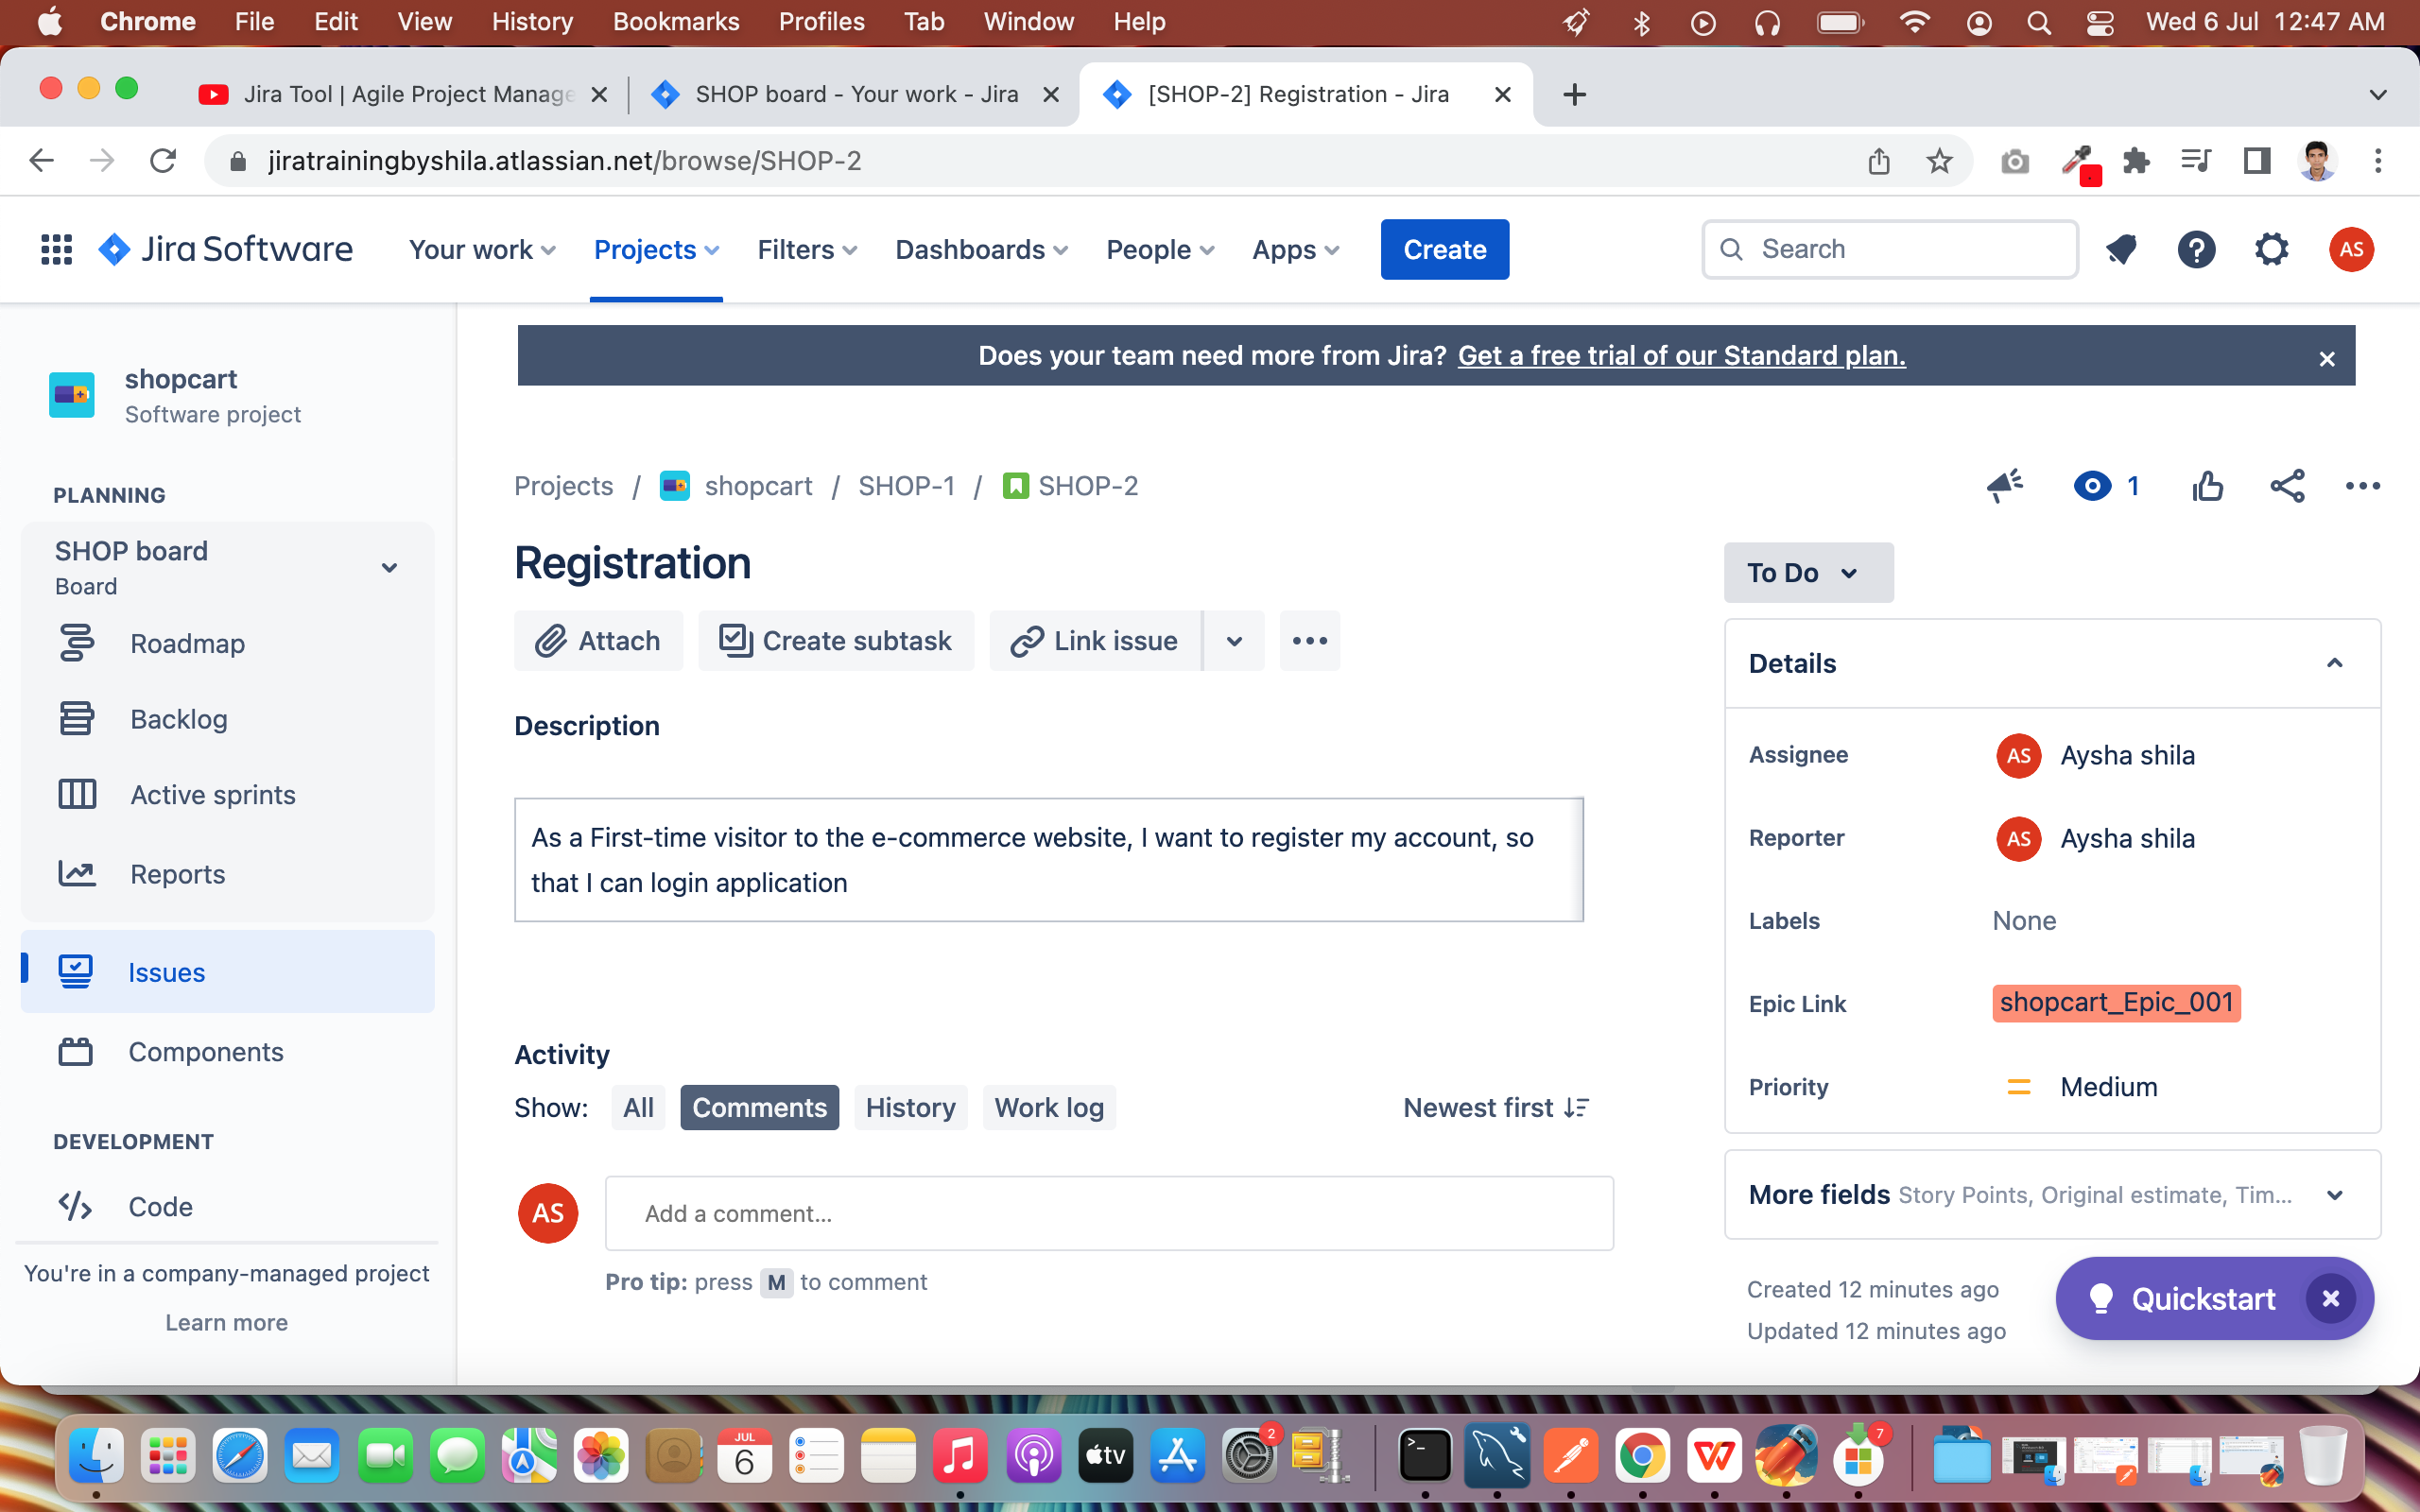 Chrome File Edit View History Bookmarks Profiles Tab Window Help Wed 6 Jul 12:47 AM
Jira Tool | Agile Project Manage
SHOP board - Your work - Jira
[SHOP-2] Registration - Jira
jiratrainingbyshila.atlassian.net/browse/SHOP-2
Jira Software
Your work Projects Filters Dashboards People Apps Create
Search
AS
shopcart
Software project
Does your team need more from Jira? Get a free trial of our Standard plan.
PLANNING
SHOP board
Board
Roadmap
Backlog
Active sprints
Reports
Issues
Components
DEVELOPMENT
Code
You're in a company-managed project
Learn more
Projects / shopcart / SHOP-1 / SHOP-2
1
Registration
Attach Create subtask Link issue
Description
As a First-time visitor to the e-commerce website, I want to register my account, so
that I can login application
Activity
Show: All Comments History Work log Newest first
AS
Add a comment...
Pro tip: press M to comment
To Do
Details
Assignee AS Aysha shila
Reporter AS Aysha shila
Labels None
Epic Link shopcart_Epic_001
Priority Medium
More fields Story Points, Original estimate, Tim...
Created 12 minutes ago
Updated 12 minutes ago
Quickstart
JUL
6
tv
2
7